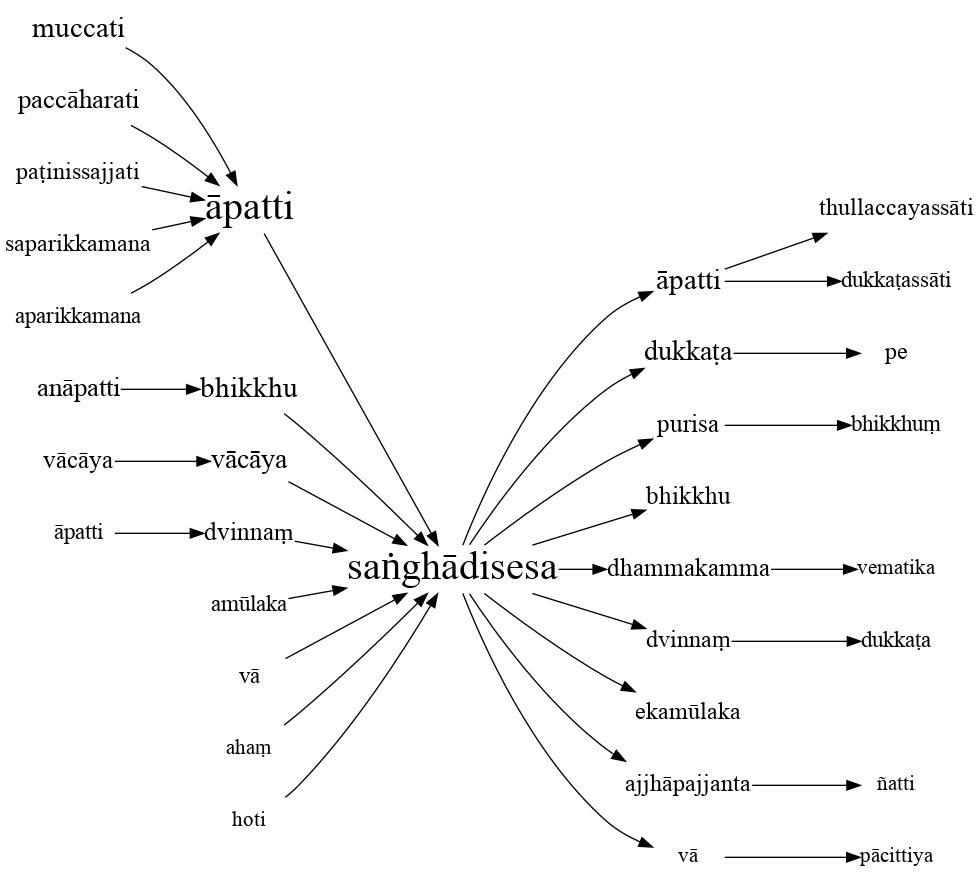 muccati
paccāharati
paṭinissajjati
saparikkamana
aparikkamana
āpatti
anāpatti
bhikkhu
vācāya
vācāya
āpatti
dvinnaṃ
amūlaka
vā
ahaṃ
hoti
saṅghādisesa
āpatti
thullaccayassāti
dukkaṭassāti
dukkaṭa
pe
purisa
bhikkhuṃ
bhikkhu
dhammakamma
vematika
dvinnaṃ
dukkaṭa
ekamūlaka
ajjhāpajjanta
ñatti
vā
pācittiya